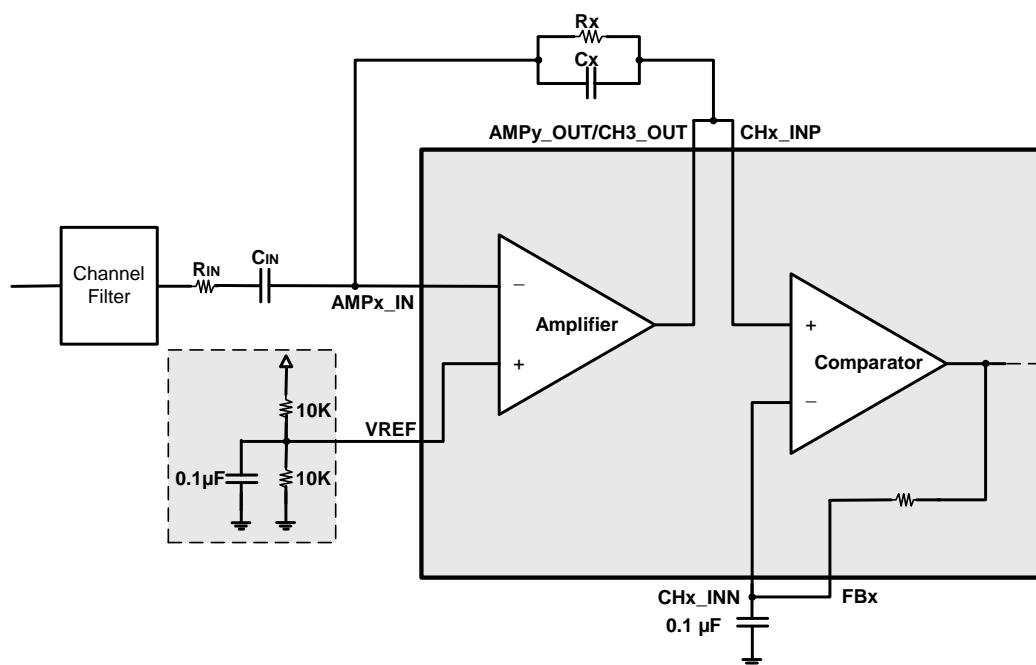 Rx
Cx
AMPy_OUT/CH3_OUT
CHx_INP
Channel
Filter
RIN
CIN
AMPx_IN
−
Amplifier
+
+
Comparator
−
10K
VREF
0.1µF
10K
CHx_INN
FBx
0.1 µF